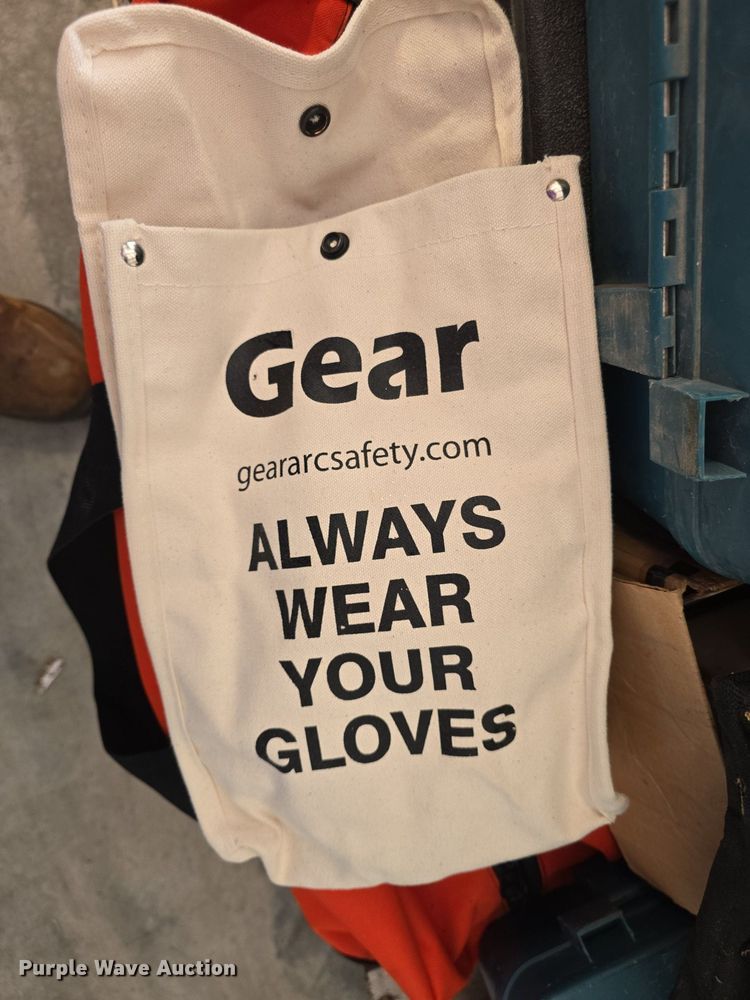 Gear
geararcsafety.com
ALWAYS
WEAR
YOUR
GLOVES
Purple Wave Auction